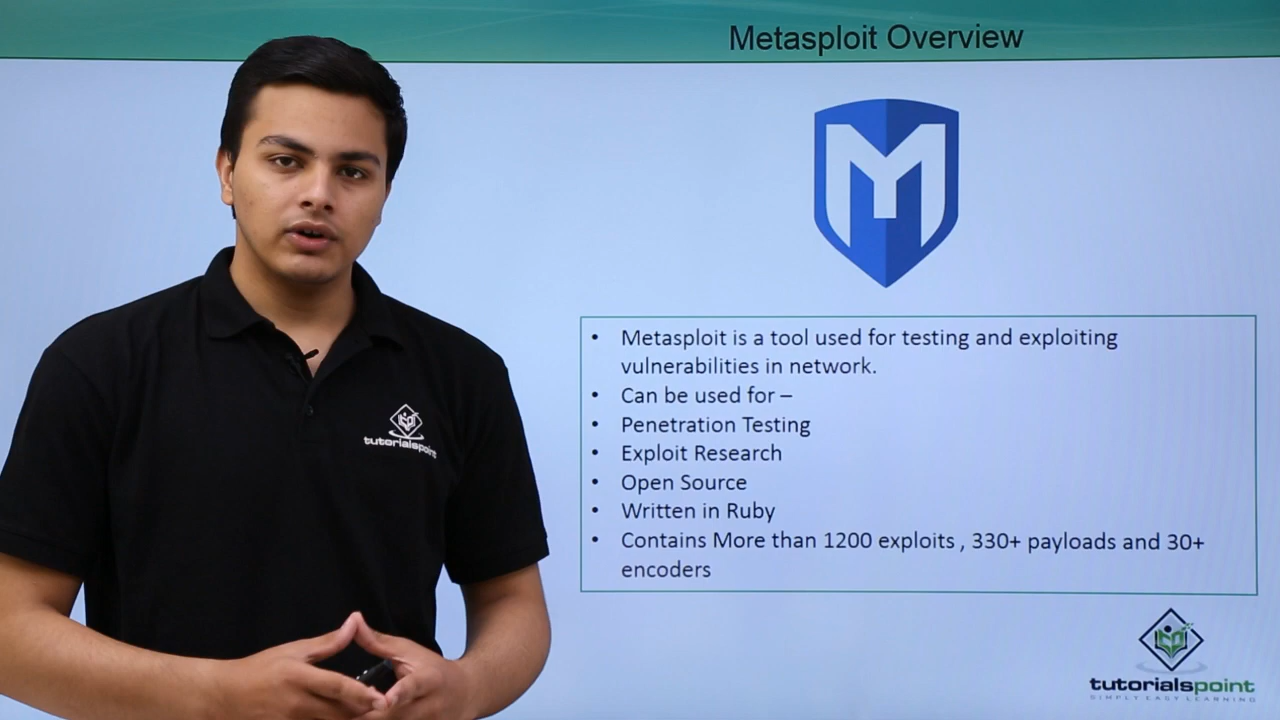 Metasploit Overview
• Metasploit is a tool used for testing and exploiting
vulnerabilities in network.
• Can be used for –
• Penetration Testing
• Exploit Research
• Open Source
• Written in Ruby
• Contains More than 1200 exploits , 330+ payloads and 30+
encoders
tutorialspoint
tutorialspoint
SIMPLY EASY LEARNING